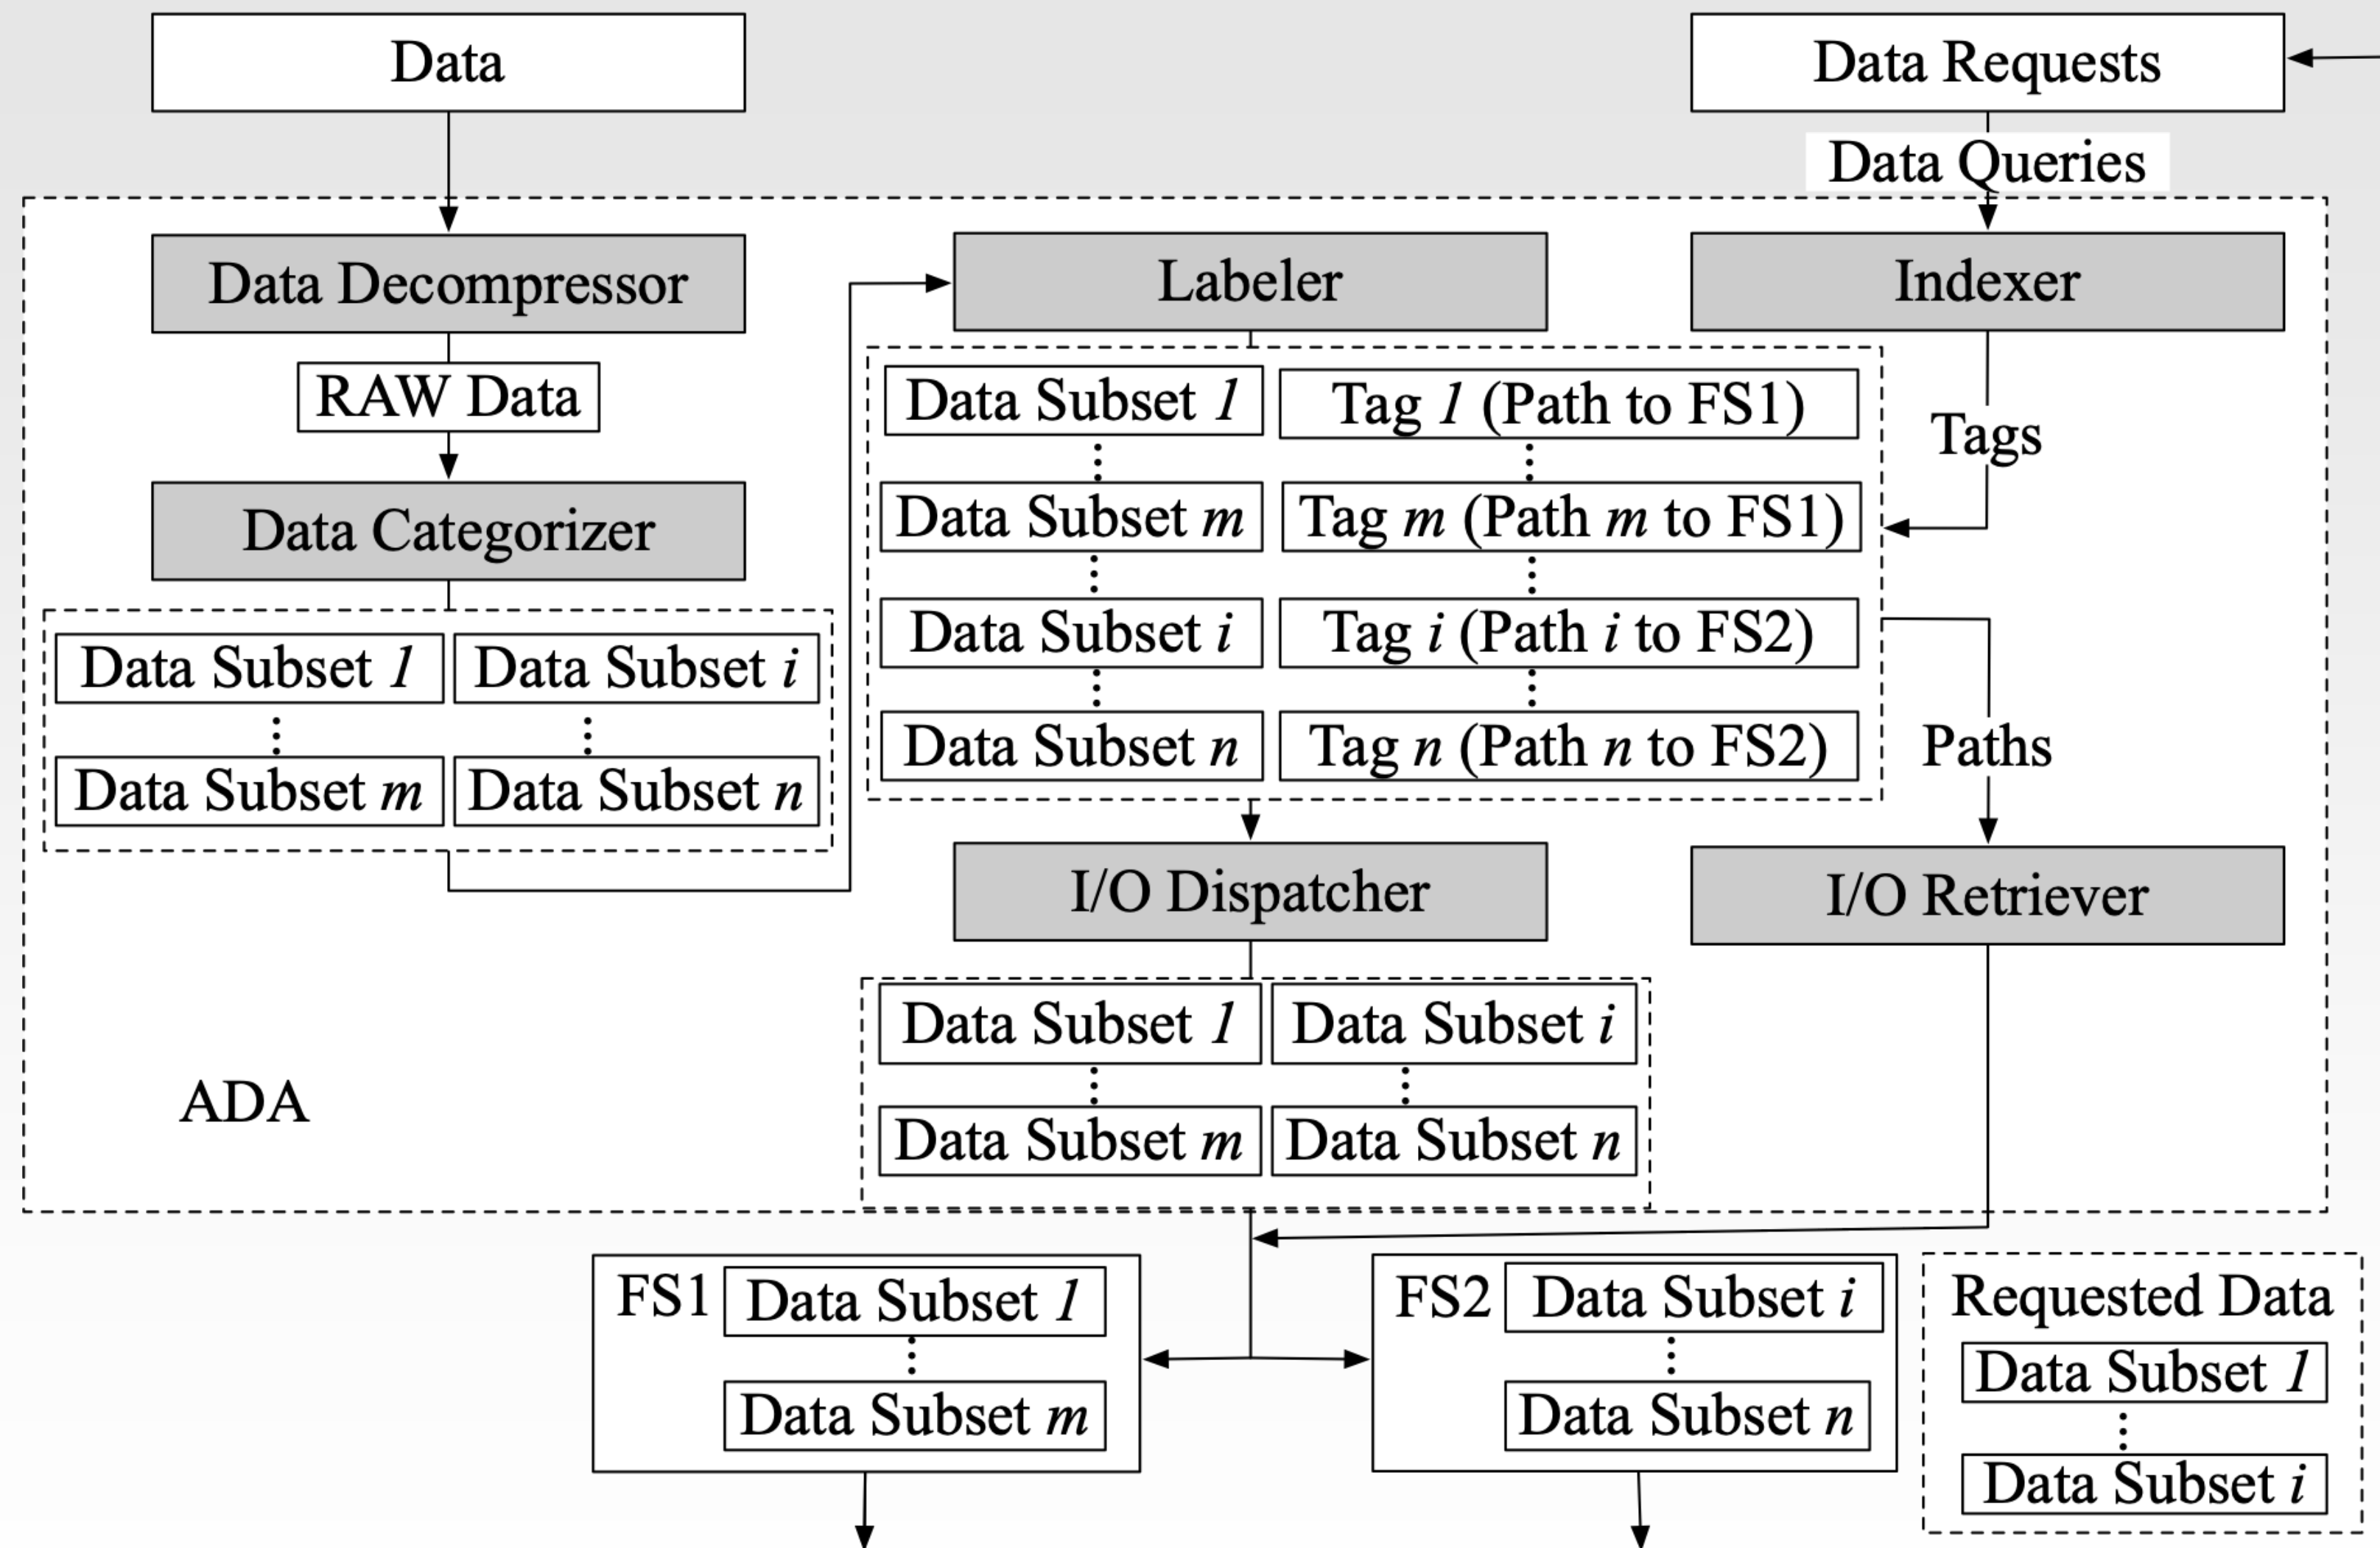 Data
Data Requests
Data Queries
Data Decompressor
RAW Data
Data Categorizer
Data Subset 1
Data Subset i
Data Subset m
Data Subset n
Labeler
Data Subset 1
Tag 1 (Path to FS1)
Data Subset m
Tag m (Path m to FS1)
Data Subset i
Tag i (Path i to FS2)
Data Subset n
Tag n (Path n to FS2)
Indexer
Tags
Paths
I/O Dispatcher
I/O Retriever
Data Subset 1
Data Subset i
Data Subset m
Data Subset n
ADA
FS1
Data Subset 1
Data Subset m
FS2
Data Subset i
Data Subset n
Requested Data
Data Subset 1
Data Subset i